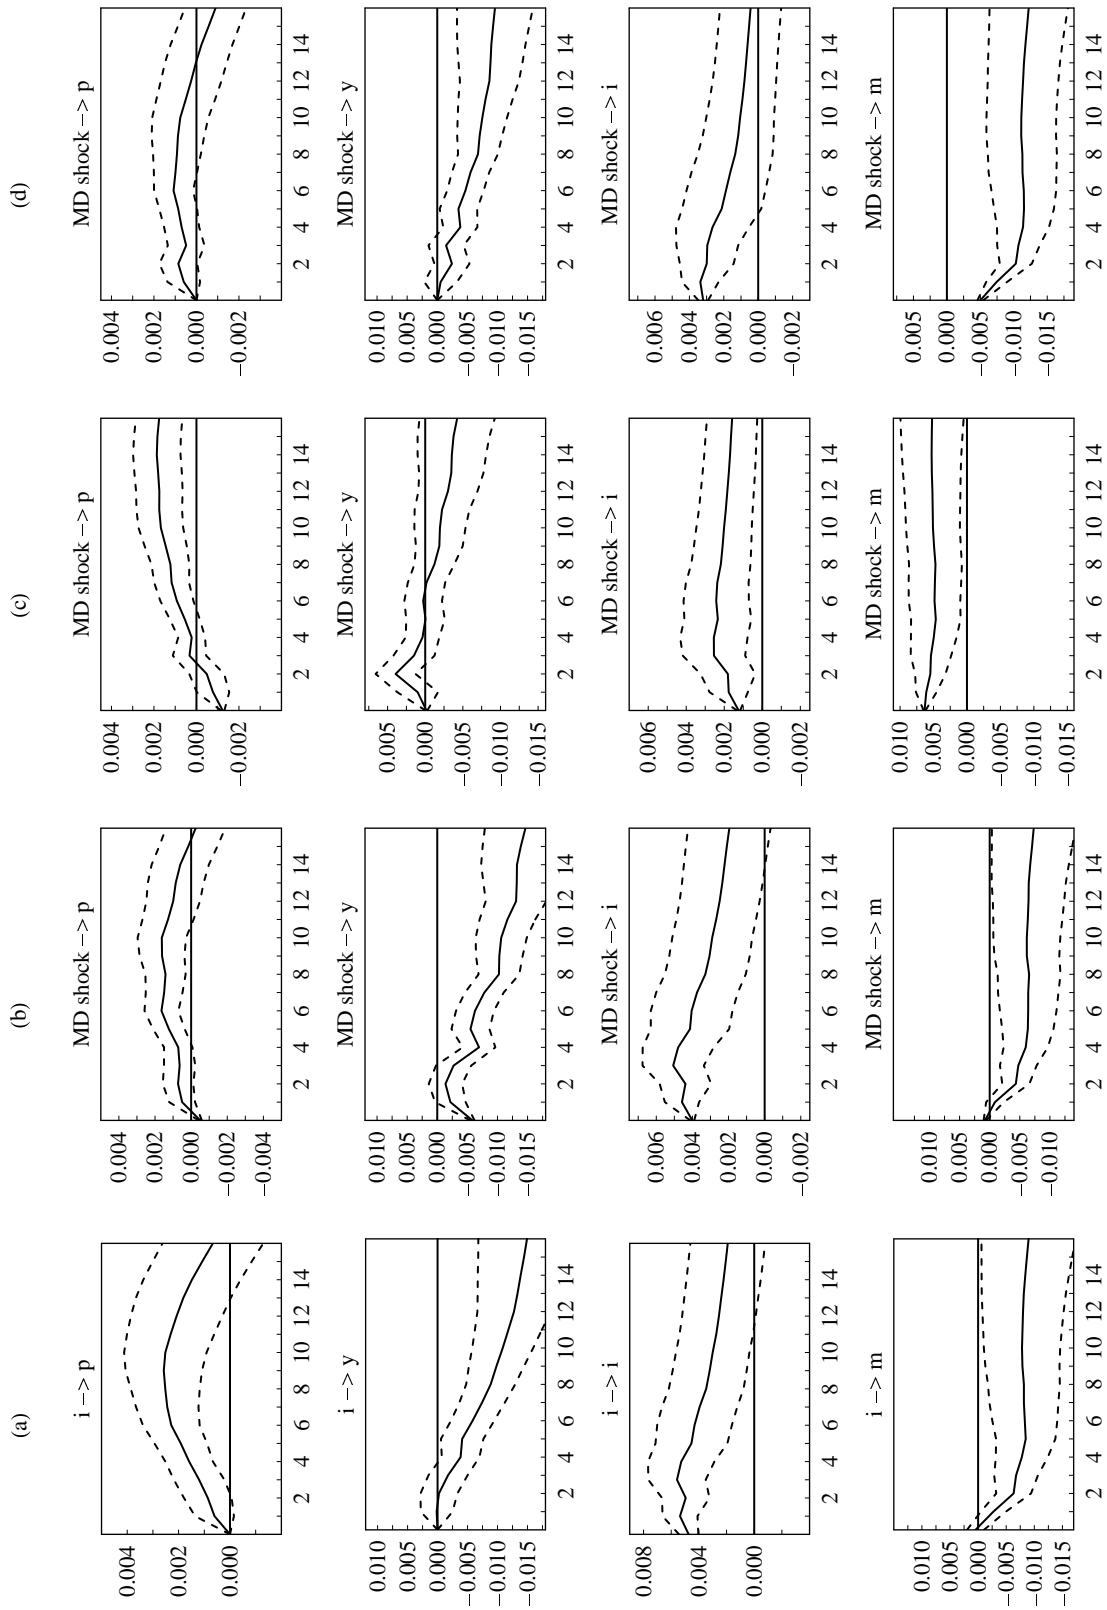 (a) (b) (c) (d)
i −> p MD shock −> p MD shock −> p MD shock −> p
0.004 0.004 0.004 0.004
0.002 0.002 0.002 0.002
0.000 0.000 0.000 0.000
−0.002 −0.002 −0.002
−0.004
2 4 6 8 10 12 14 2 4 6 8 10 12 14 2 4 6 8 10 12 14 2 4 6 8 10 12 14
i −> y MD shock −> y MD shock −> y MD shock −> y
0.010 0.010 0.010
0.005 0.005 0.005 0.005
0.000 0.000 0.000 0.000
−0.005 −0.005 −0.005 −0.005
−0.010 −0.010 −0.010 −0.010
−0.015 −0.015 −0.015 −0.015
2 4 6 8 10 12 14 2 4 6 8 10 12 14 2 4 6 8 10 12 14 2 4 6 8 10 12 14
i −> i MD shock −> i MD shock −> i MD shock −> i
0.008 0.006 0.006 0.006
0.004 0.004 0.004 0.004
0.002 0.002 0.002
0.000 0.000 0.000 0.000
−0.002 −0.002 −0.002
2 4 6 8 10 12 14 2 4 6 8 10 12 14 2 4 6 8 10 12 14 2 4 6 8 10 12 14
i −> m MD shock −> m MD shock −> m MD shock −> m
0.010 0.010 0.010
0.005 0.005 0.005 0.005
0.000 0.000 0.000 0.000
−0.005 −0.005 −0.005 −0.005
−0.010 −0.010 −0.010 −0.010
−0.015 −0.015 −0.015
2 4 6 8 10 12 14 2 4 6 8 10 12 14 2 4 6 8 10 12 14 2 4 6 8 10 12 14